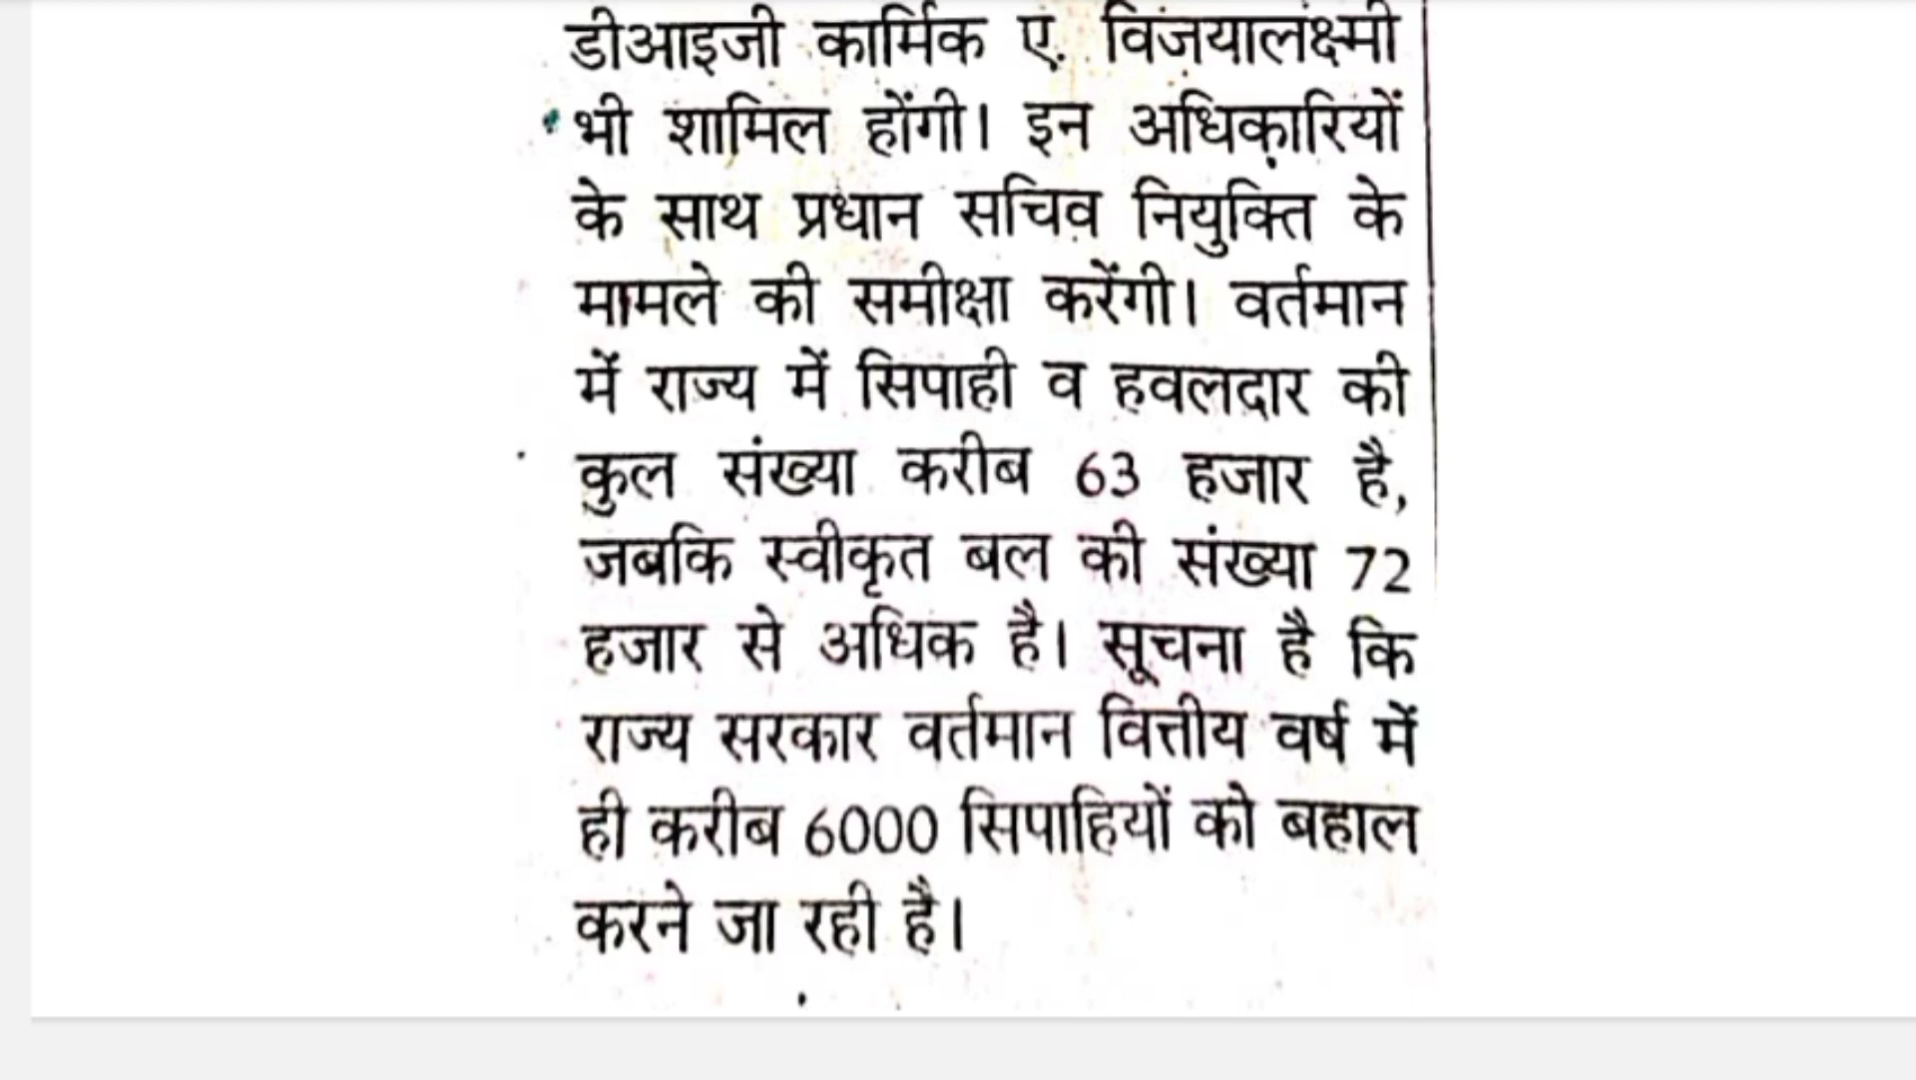 डीआइजी कार्मिक ए. विजयालक्ष्मी
भी शामिल होंगी। इन अधिकारियों
के साथ प्रधान सचिव नियुक्ति के
मामले की समीक्षा करेंगी। वर्तमान
में राज्य में सिपाही व हवलदार की
कुल संख्या करीब 63 हजार है,
जबकि स्वीकृत बल की संख्या 72
हजार से अधिक है। सूचना है कि
राज्य सरकार वर्तमान वित्तीय वर्ष में
ही करीब 6000 सिपाहियों को बहाल
करने जा रही है।